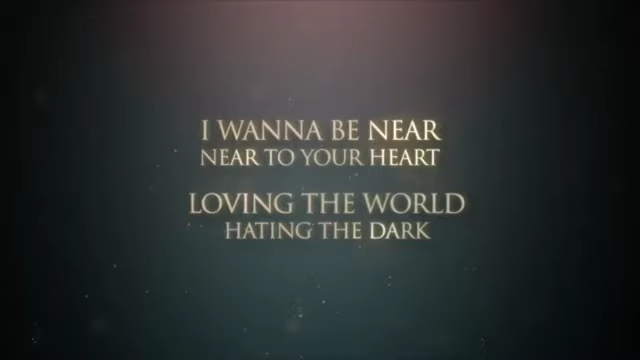 I WANNA BE NEAR
NEAR TO YOUR HEART
LOVING THE WORLD
HATING THE DARK